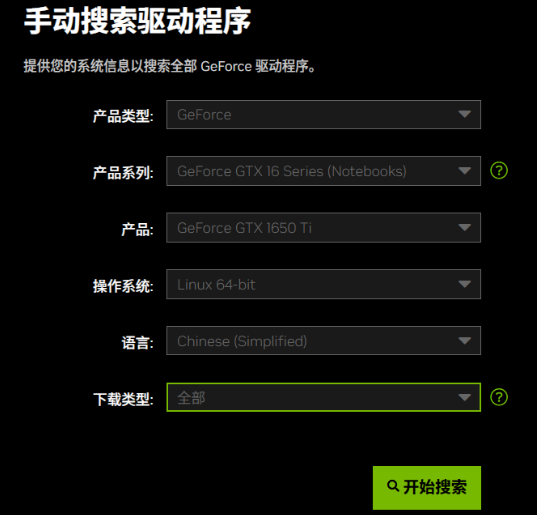 手动搜索驱动程序
提供您的系统信息以搜索全部 GeForce 驱动程序。
产品类型: GeForce
产品系列: GeForce GTX 16 Series (Notebooks) ?
产品: GeForce GTX 1650 Ti
操作系统: Linux 64-bit
语言: Chinese (Simplified)
下载类型: 全部 ?
开始搜索